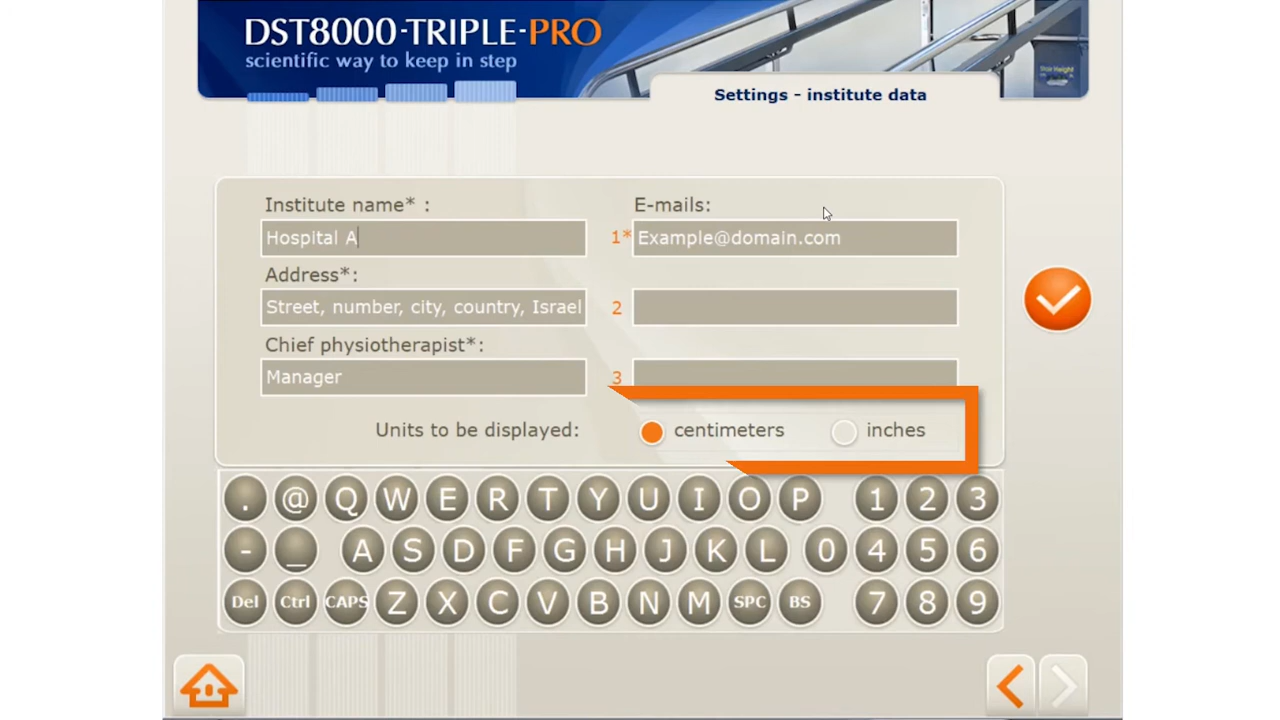 DST8000-TRIPLE-PRO
scientific way to keep in step
Stair Height
Settings - institute data
Institute name* :
E-mails:
Hospital A
1* Example@domain.com
Address*:
Street, number, city, country, Israel
2
Chief physiotherapist*:
Manager
3
Units to be displayed: centimeters inches
. @ Q W E R T Y U I O P 1 2 3
- _ A S D F G H J K L 0 4 5 6
Del Ctrl CAPS Z X C V B N M SPC BS 7 8 9